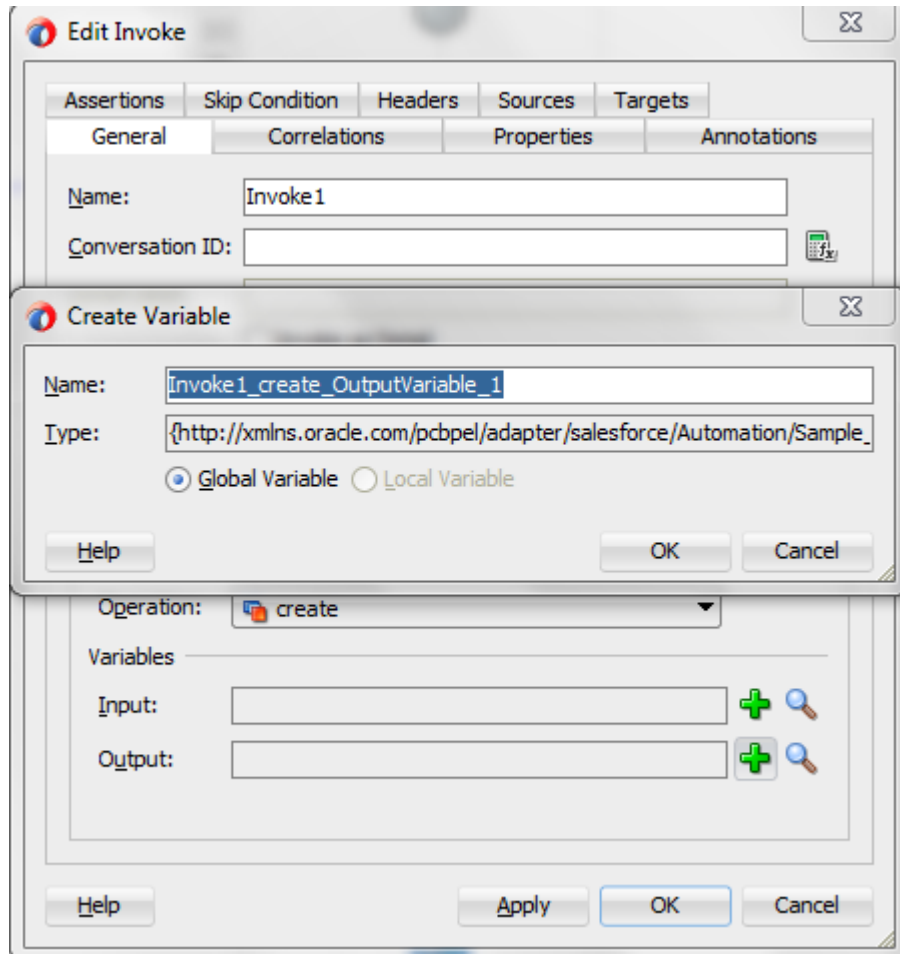 Edit Invoke
Assertions Skip Condition Headers Sources Targets
General Correlations Properties Annotations
Name: Invoke1
Conversation ID:
Create Variable
Name: Invoke1_create_OutputVariable_1
Type: {http://xmlns.oracle.com/pcbpel/adapter/salesforce/Automation/Sample_
Global Variable Local Variable
Help OK Cancel
Operation: create
Variables
Input:
Output:
Help Apply OK Cancel